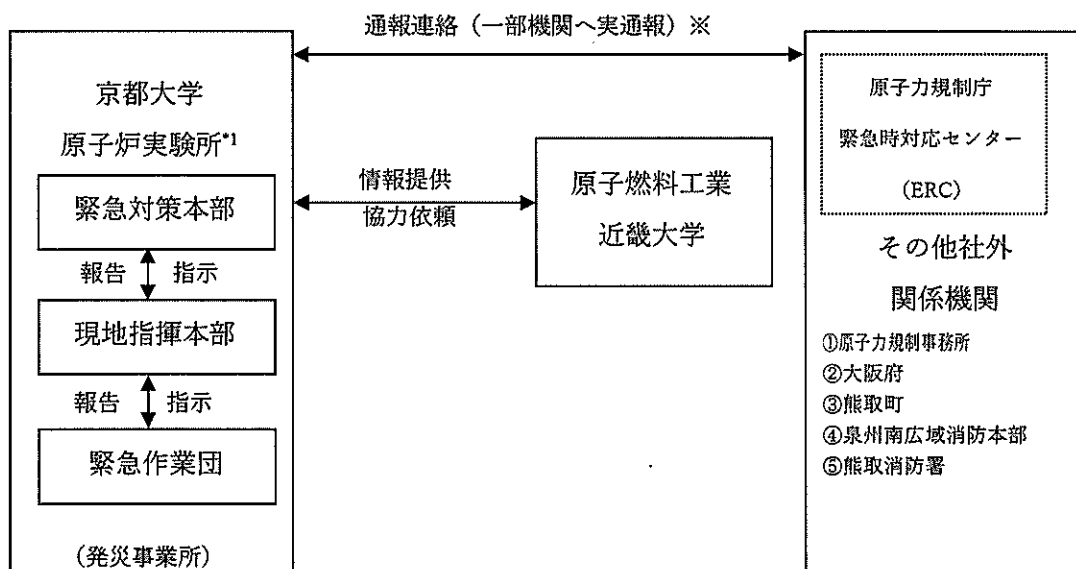 通報連絡（一部機関へ実通報）※
京都大学
原子炉実験所*1
緊急対策本部
報告 指示
現地指揮本部
報告 指示
緊急作業団
（発災事業所）
情報提供
協力依頼
原子燃料工業
近畿大学
原子力規制庁
緊急時対応センター
（ERC）
その他社外
関係機関
①原子力規制事務所
②大阪府
③熊取町
④泉州南広域消防本部
⑤熊取消防署